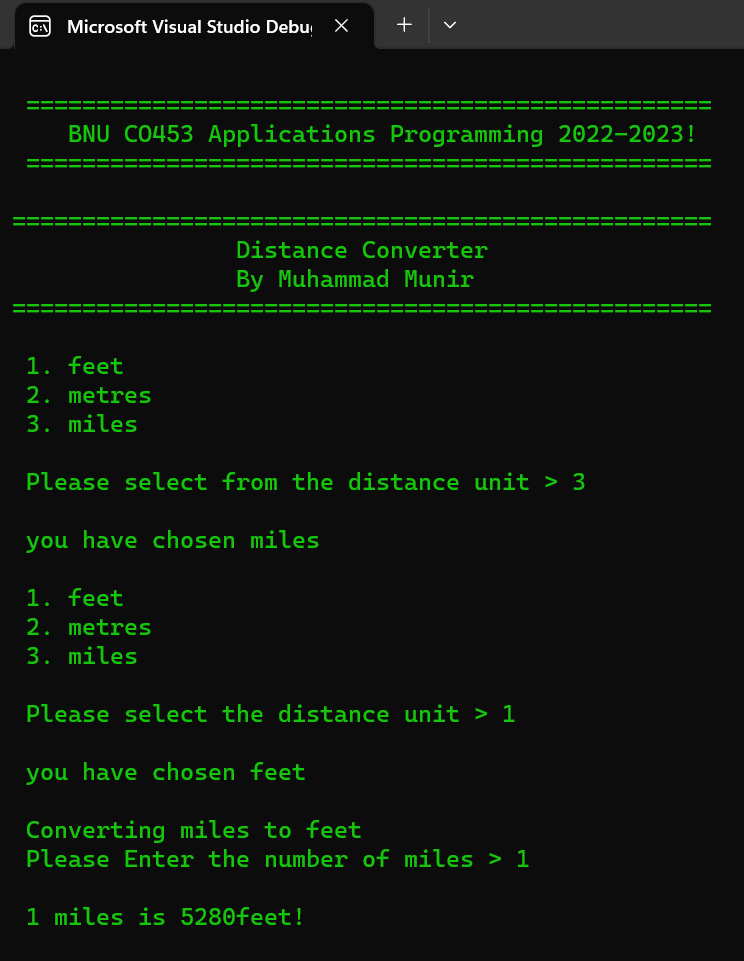 Microsoft Visual Studio Debu
=================================================
BNU CO453 Applications Programming 2022-2023!
=================================================
==================================================
Distance Converter
By Muhammad Munir
==================================================
1. feet
2. metres
3. miles
Please select from the distance unit > 3
you have chosen miles
1. feet
2. metres
3. miles
Please select the distance unit > 1
you have chosen feet
Converting miles to feet
Please Enter the number of miles > 1
1 miles is 5280feet!